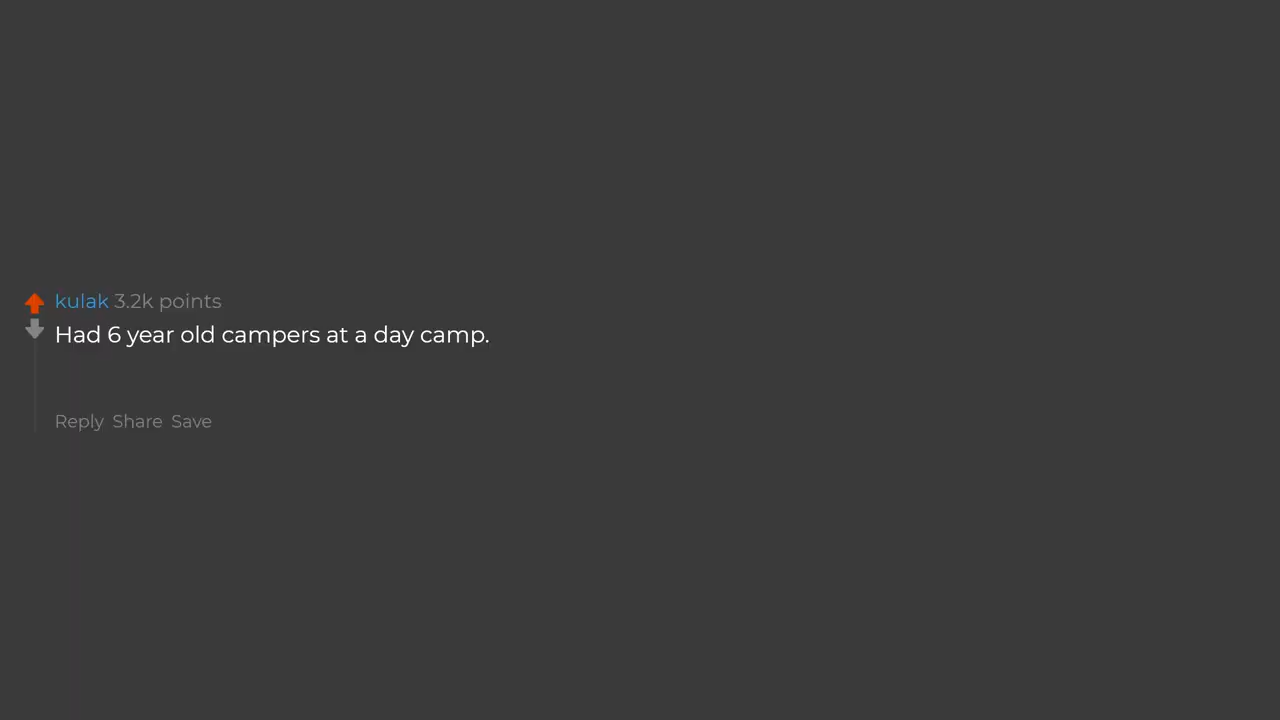 kulak 3.2k points
Had 6 year old campers at a day camp.
Reply Share Save